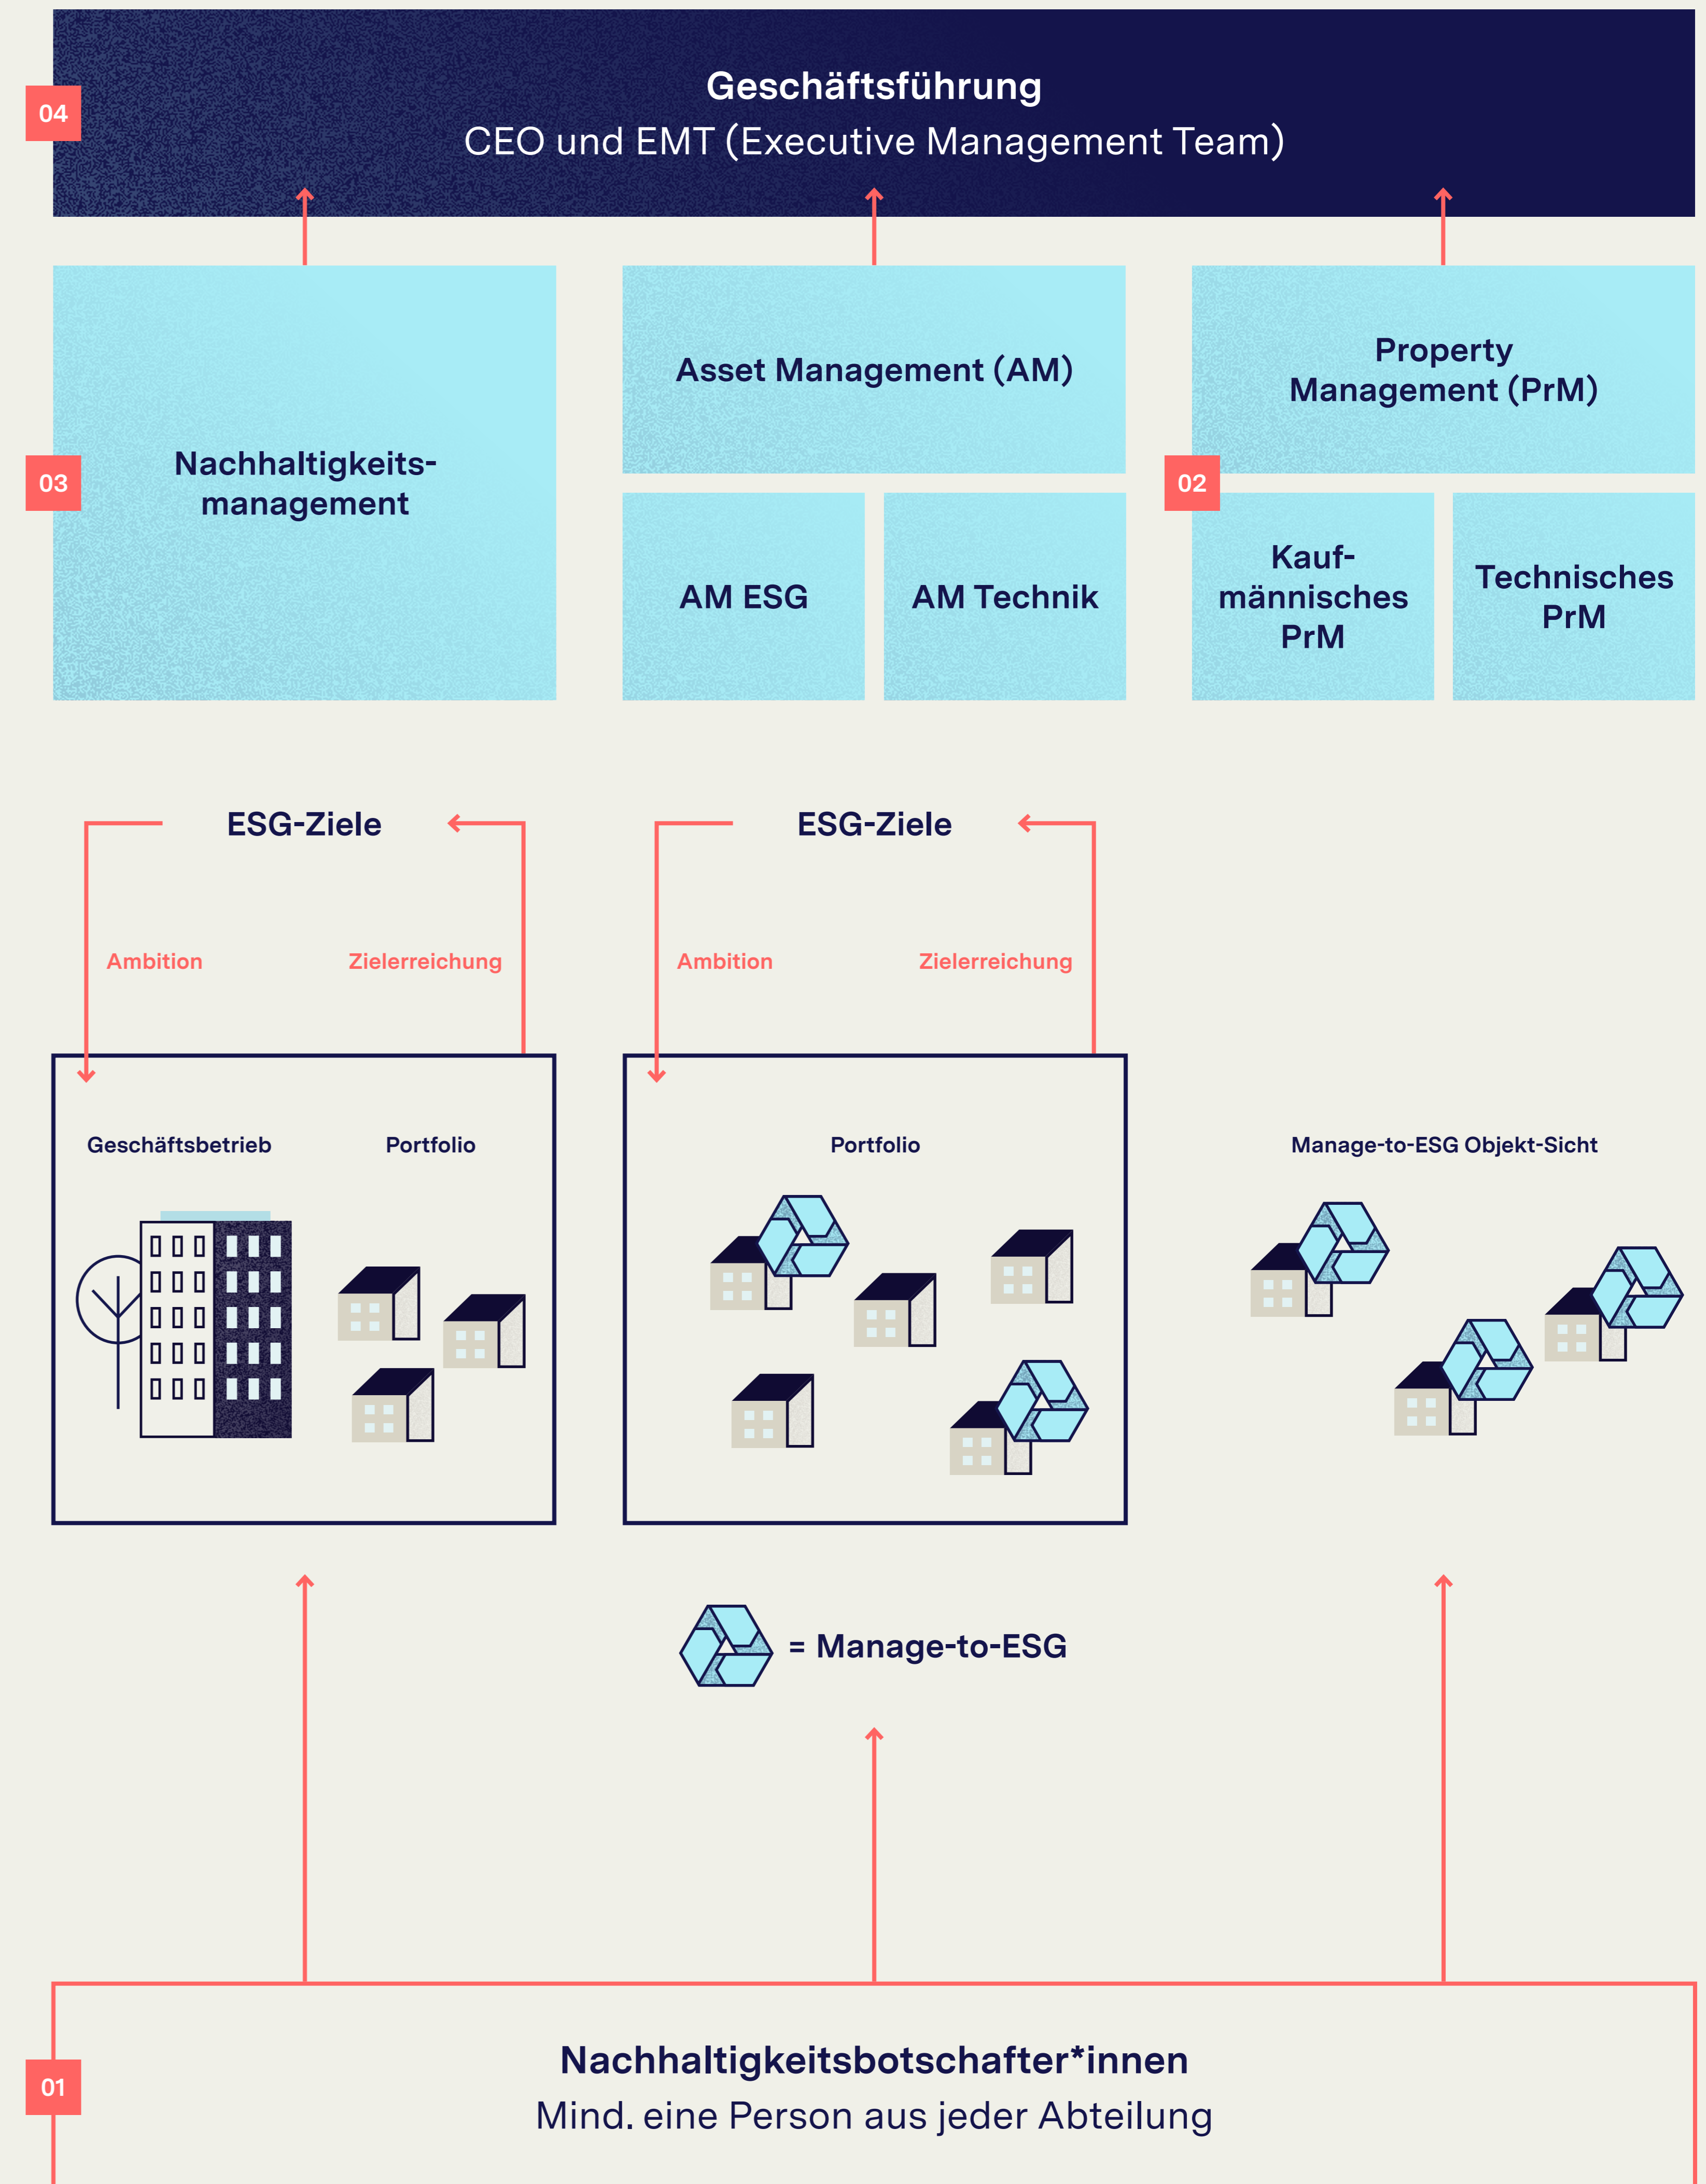 04
Geschäftsführung
CEO und EMT (Executive Management Team)
03
Nachhaltigkeits-
management
Asset Management (AM)
AM ESG
AM Technik
Property
Management (PrM)
02
Kauf-
männisches
PrM
Technisches
PrM
ESG-Ziele
Ambition
Zielerreichung
Geschäftsbetrieb
Portfolio
ESG-Ziele
Ambition
Zielerreichung
Portfolio
Manage-to-ESG Objekt-Sicht
= Manage-to-ESG
01
Nachhaltigkeitsbotschafter*innen
Mind. eine Person aus jeder Abteilung